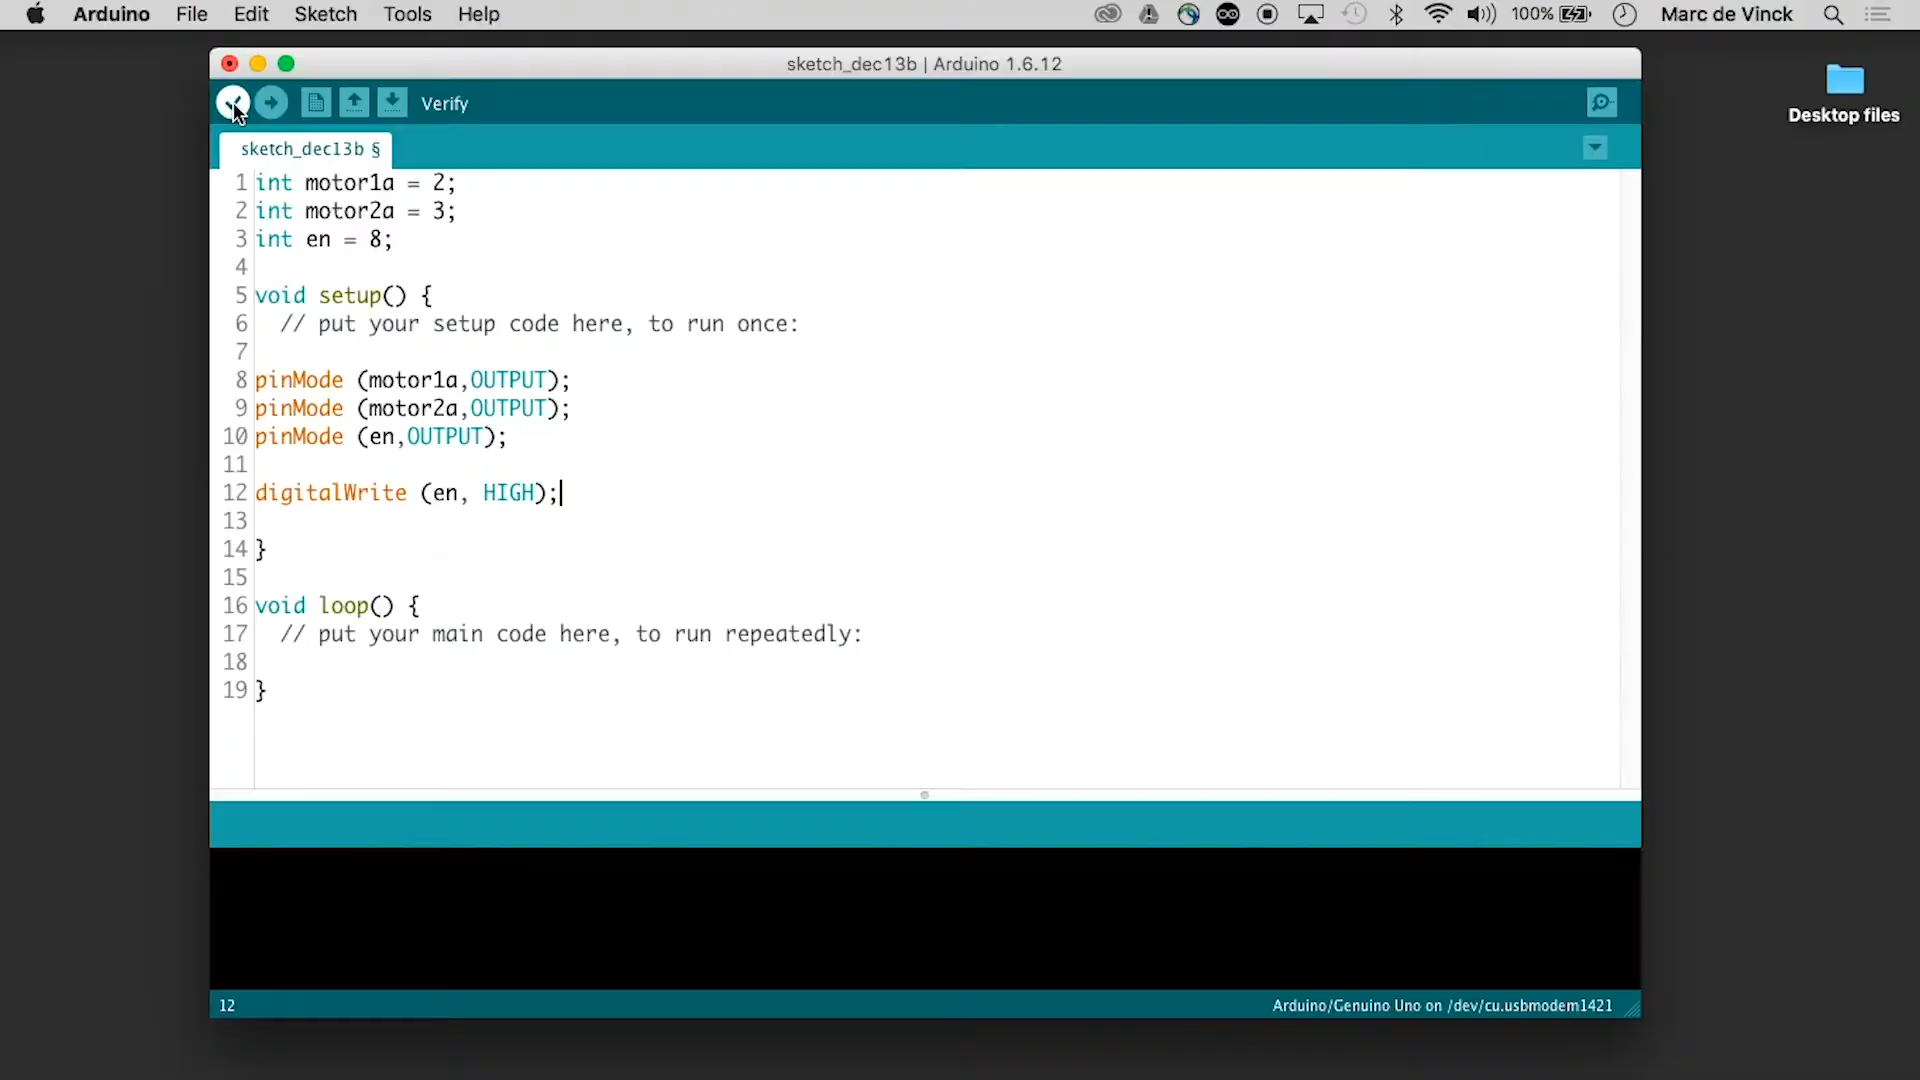 Arduino File Edit Sketch Tools Help 100% Marc de Vinck
sketch_dec13b | Arduino 1.6.12
Desktop files
Verify
sketch_dec13b §
1 int motor1a = 2;
2 int motor2a = 3;
3 int en = 8;
4
5 void setup() {
6 // put your setup code here, to run once:
7
8 pinMode (motor1a,OUTPUT);
9 pinMode (motor2a,OUTPUT);
10 pinMode (en,OUTPUT);
11
12 digitalWrite (en, HIGH);
13
14 }
15
16 void loop() {
17 // put your main code here, to run repeatedly:
18
19 }
12 Arduino/Genuino Uno on /dev/cu.usbmodem1421